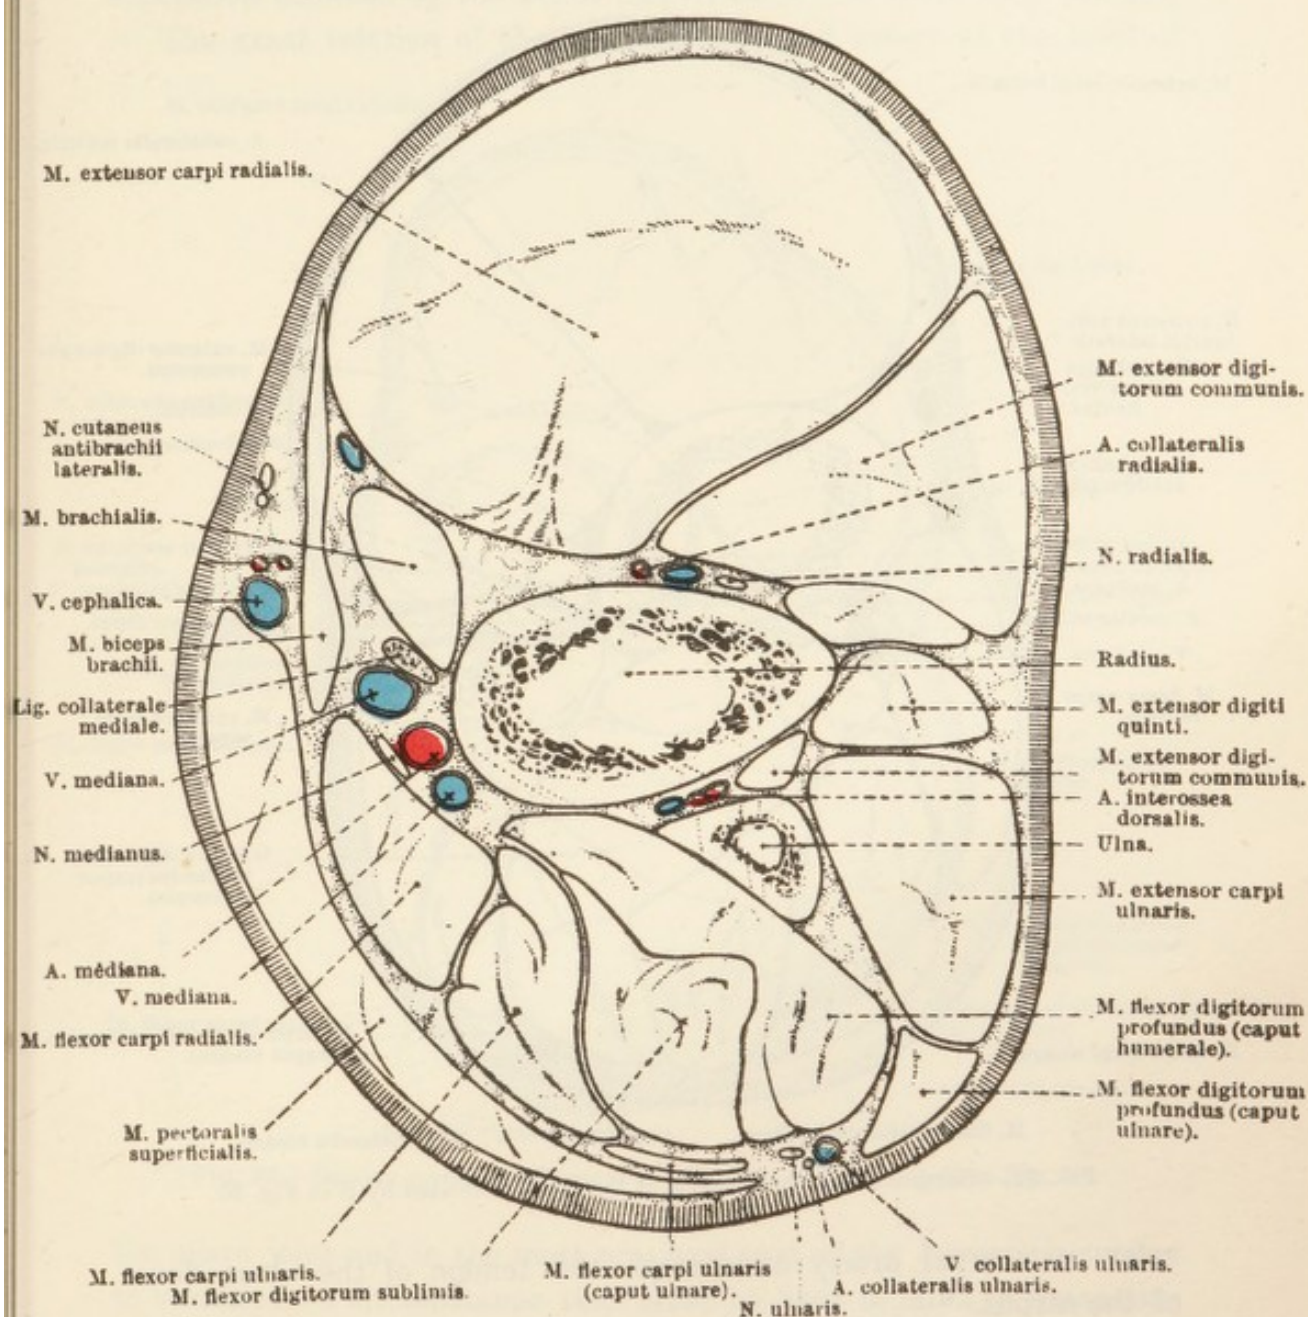 M. extensor carpi radialis.
N. cutaneus
antibrachii
lateralis.
M. brachialis.
V. cephalica.
M. biceps
brachii.
Lig. collaterale
mediale.
V. mediana.
N. medianus.
A. mediana.
V. mediana.
M. flexor carpi radialis.
M. pectoralis
superficialis.
M. flexor carpi ulnaris.
M. flexor digitorum sublimis.
M. flexor carpi ulnaris
(caput ulnare).
N. ulnaris.
A. collateralis ulnaris.
V collateralis ulnaris.
M. extensor digi-
torum communis.
A. collateralis
radialis.
N. radialis.
Radius.
M. extensor digiti
quinti.
M. extensor digi-
torum communis.
A. interossea
dorsalis.
Ulna.
M. extensor carpi
ulnaris.
M. flexor digitorum
profundus (caput
humerale).
M. flexor digitorum
profundus (caput
ulnare).